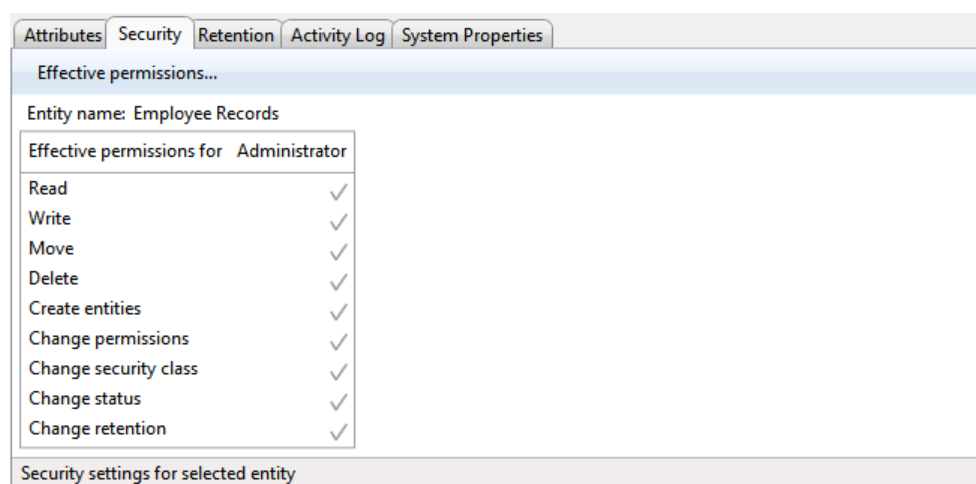 Attributes Security Retention Activity Log System Properties
Effective permissions...
Entity name: Employee Records
Effective permissions for Administrator
Read
Write
Move
Delete
Create entities
Change permissions
Change security class
Change status
Change retention
Security settings for selected entity